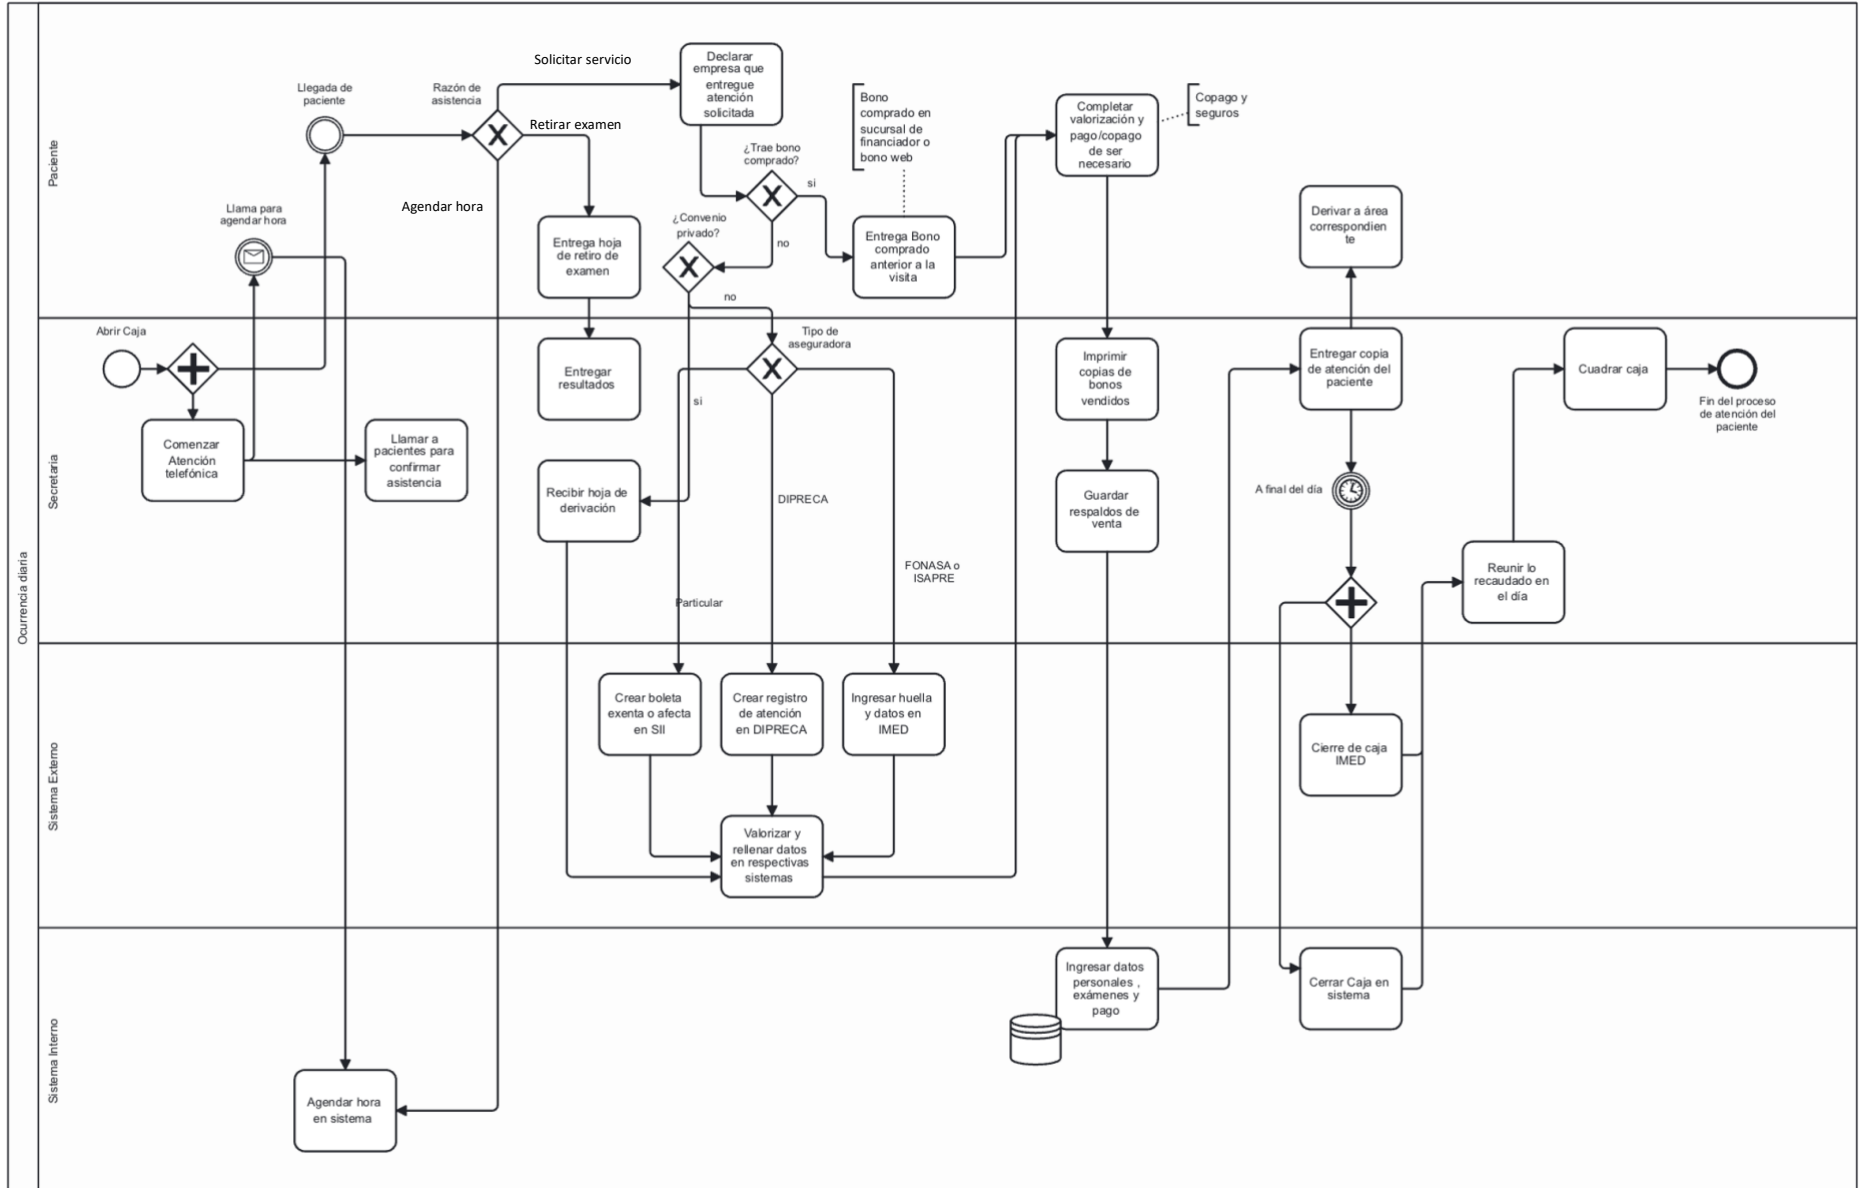 Ocurrencia diaria
Paciente
Llegada de
paciente
Razón de
asistencia
Solicitar servicio
Retirar examen
Agendar hora
Llama para
agendar hora
Declarar
empresa que
entregue
atención
solicitada
¿Trae bono
comprado?
si
no
¿Convenio
privado?
no
Entrega hoja
de retiro de
examen
Bono
comprado en
sucursal de
financiador o
bono web
Entrega Bono
comprado
anterior a la
visita
Completar
valorización y
pago/copago
de ser
necesario
Copago y
seguros
Derivar a área
correspondien
te
Secretaria
Abrir Caja
Comenzar
Atención
telefónica
Llamar a
pacientes para
confirmar
asistencia
Entregar
resultados
Recibir hoja de
derivación
si
Tipo de
aseguradora
Particular
DIPRECA
FONASA o
ISAPRE
Imprimir
copias de
bonos
vendidos
Guardar
respaldos de
venta
Entregar copia
de atención del
paciente
A final del día
Reunir lo
recaudado en
el día
Cuadrar caja
Fin del proceso
de atención del
paciente
Sistema Externo
Crear boleta
exenta o afecta
en SII
Crear registro
de atención
en DIPRECA
Ingresar huella
y datos en
IMED
Valorizar y
rellenar datos
en respectivas
sistemas
Cierre de caja
IMED
Sistema Interno
Agendar hora
en sistema
Ingresar datos
personales ,
exámenes y
pago
Cerrar Caja en
sistema